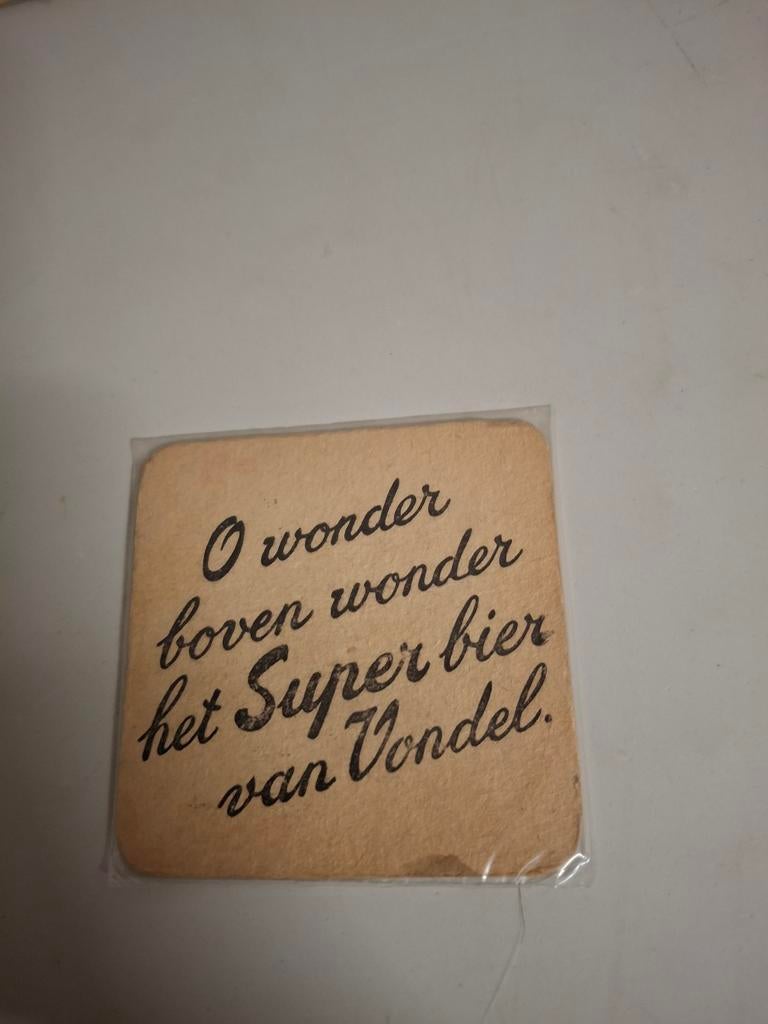 O wonder
boven wonder
het Super bier
van Vondel.